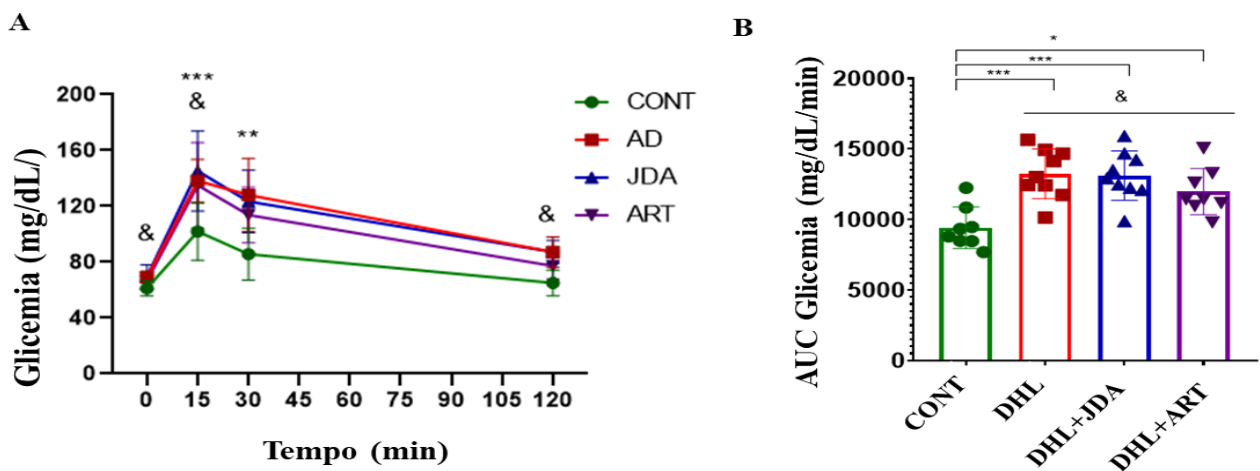 A
Glicemia (mg/dL/)
200
160
120
80
40
0
&
***
&
**
&
0 15 30 45 60 75 90 105 120
Tempo (min)
CONT
AD
JDA
ART
B
AUC Glicemia (mg/dL/min)
20000
15000
10000
5000
0
*
***
***
&
CONT
DHL
DHL+JDA
DHL+ART